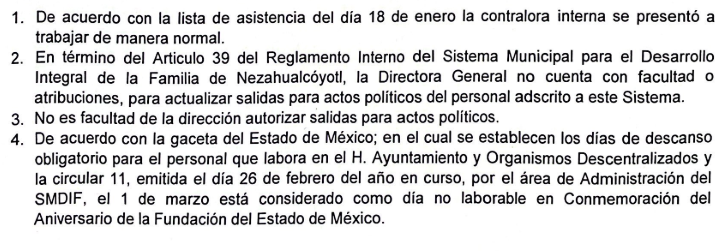 1. De acuerdo con la lista de asistencia del día 18 de enero la contralora interna se presentó a
trabajar de manera normal.
2. En término del Articulo 39 del Reglamento Interno del Sistema Municipal para el Desarrollo
Integral de la Familia de Nezahualcóyotl, la Directora General no cuenta con facultad o
atribuciones, para actualizar salidas para actos políticos del personal adscrito a este Sistema.
3. No es facultad de la dirección autorizar salidas para actos políticos.
4. De acuerdo con la gaceta del Estado de México; en el cual se establecen los días de descanso
obligatorio para el personal que labora en el H. Ayuntamiento y Organismos Descentralizados y
la circular 11, emitida el día 26 de febrero del año en curso, por el área de Administración del
SMDIF, el 1 de marzo está considerado como día no laborable en Conmemoración del
Aniversario de la Fundación del Estado de México.